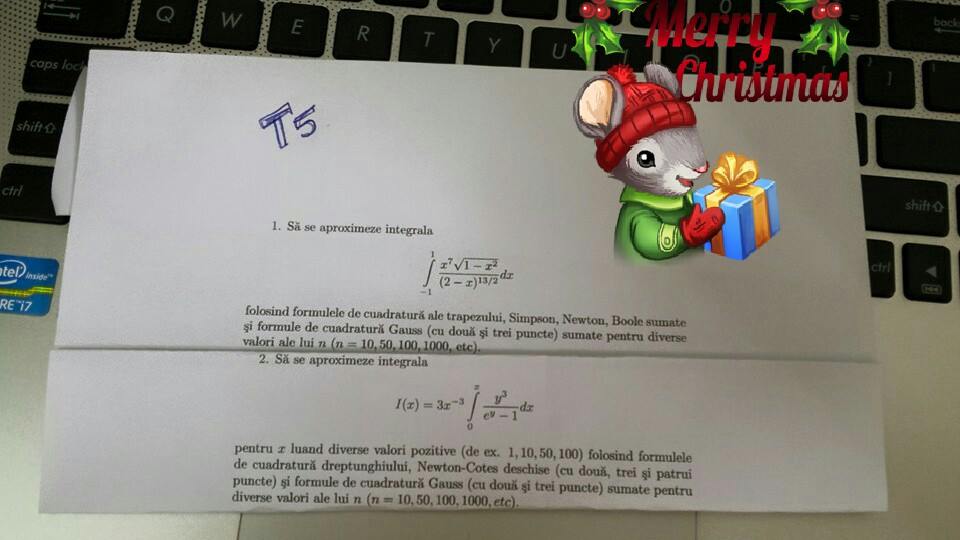 Q W E R T Y U
caps lock
shift
ctrl
intel inside
CORE i7
back
shift
ctrl
Merry
Christmas
T5
1. Să se aproximeze integrala
∫_{-1}^{1} \frac{x^7\sqrt{1-x^2}}{(2-x)^{13/2}} dx
folosind formulele de cuadratură ale trapezului, Simpson, Newton, Boole sumate
şi formule de cuadratură Gauss (cu două şi trei puncte) sumate pentru diverse
valori ale lui n (n = 10, 50, 100, 1000, etc).
2. Să se aproximeze integrala
I(x) = 3x^{-3} ∫_{0}^{x} \frac{y^3}{e^y - 1} dx
pentru x luand diverse valori pozitive (de ex. 1, 10, 50, 100) folosind formulele
de cuadratură dreptunghiului, Newton-Cotes deschise (cu două, trei şi patrui
puncte) şi formule de cuadratură Gauss (cu două şi trei puncte) sumate pentru
diverse valori ale lui n (n = 10, 50, 100, 1000, etc).